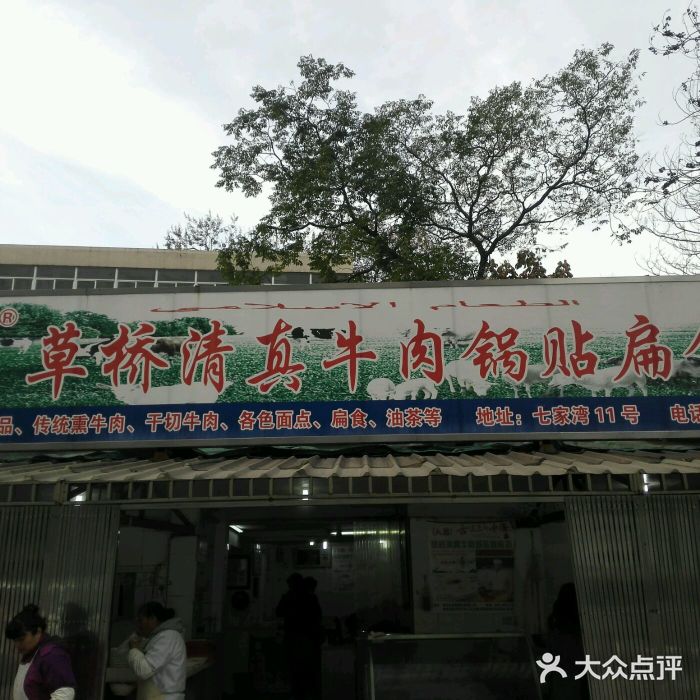 الطعام الإسلامي
® 草桥清真牛肉锅贴扁
品、传统熏牛肉、干切牛肉、各色面点、扁食、油茶等 地址：七家湾11号 电话
大众点评